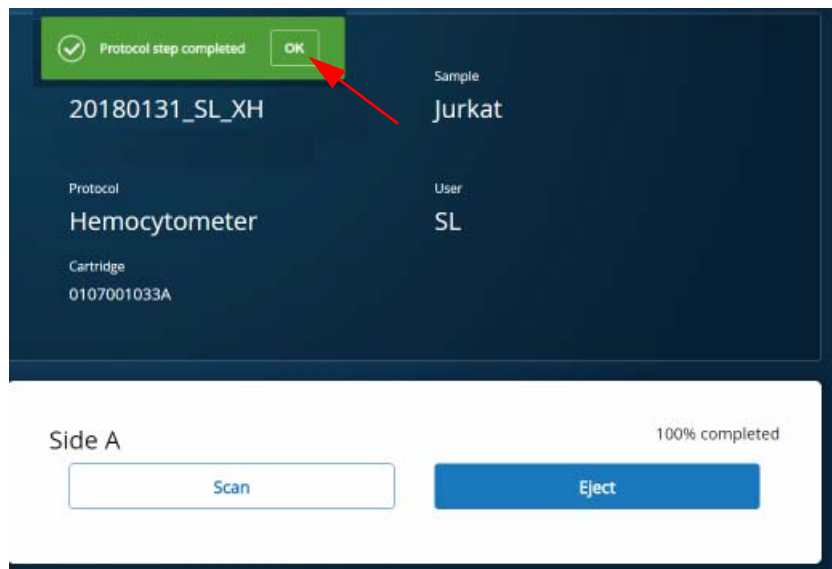 Protocol step completed OK
Sample
20180131_SL_XH Jurkat
Protocol User
Hemocytometer SL
Cartridge
0107001033A
Side A 100% completed
Scan Eject